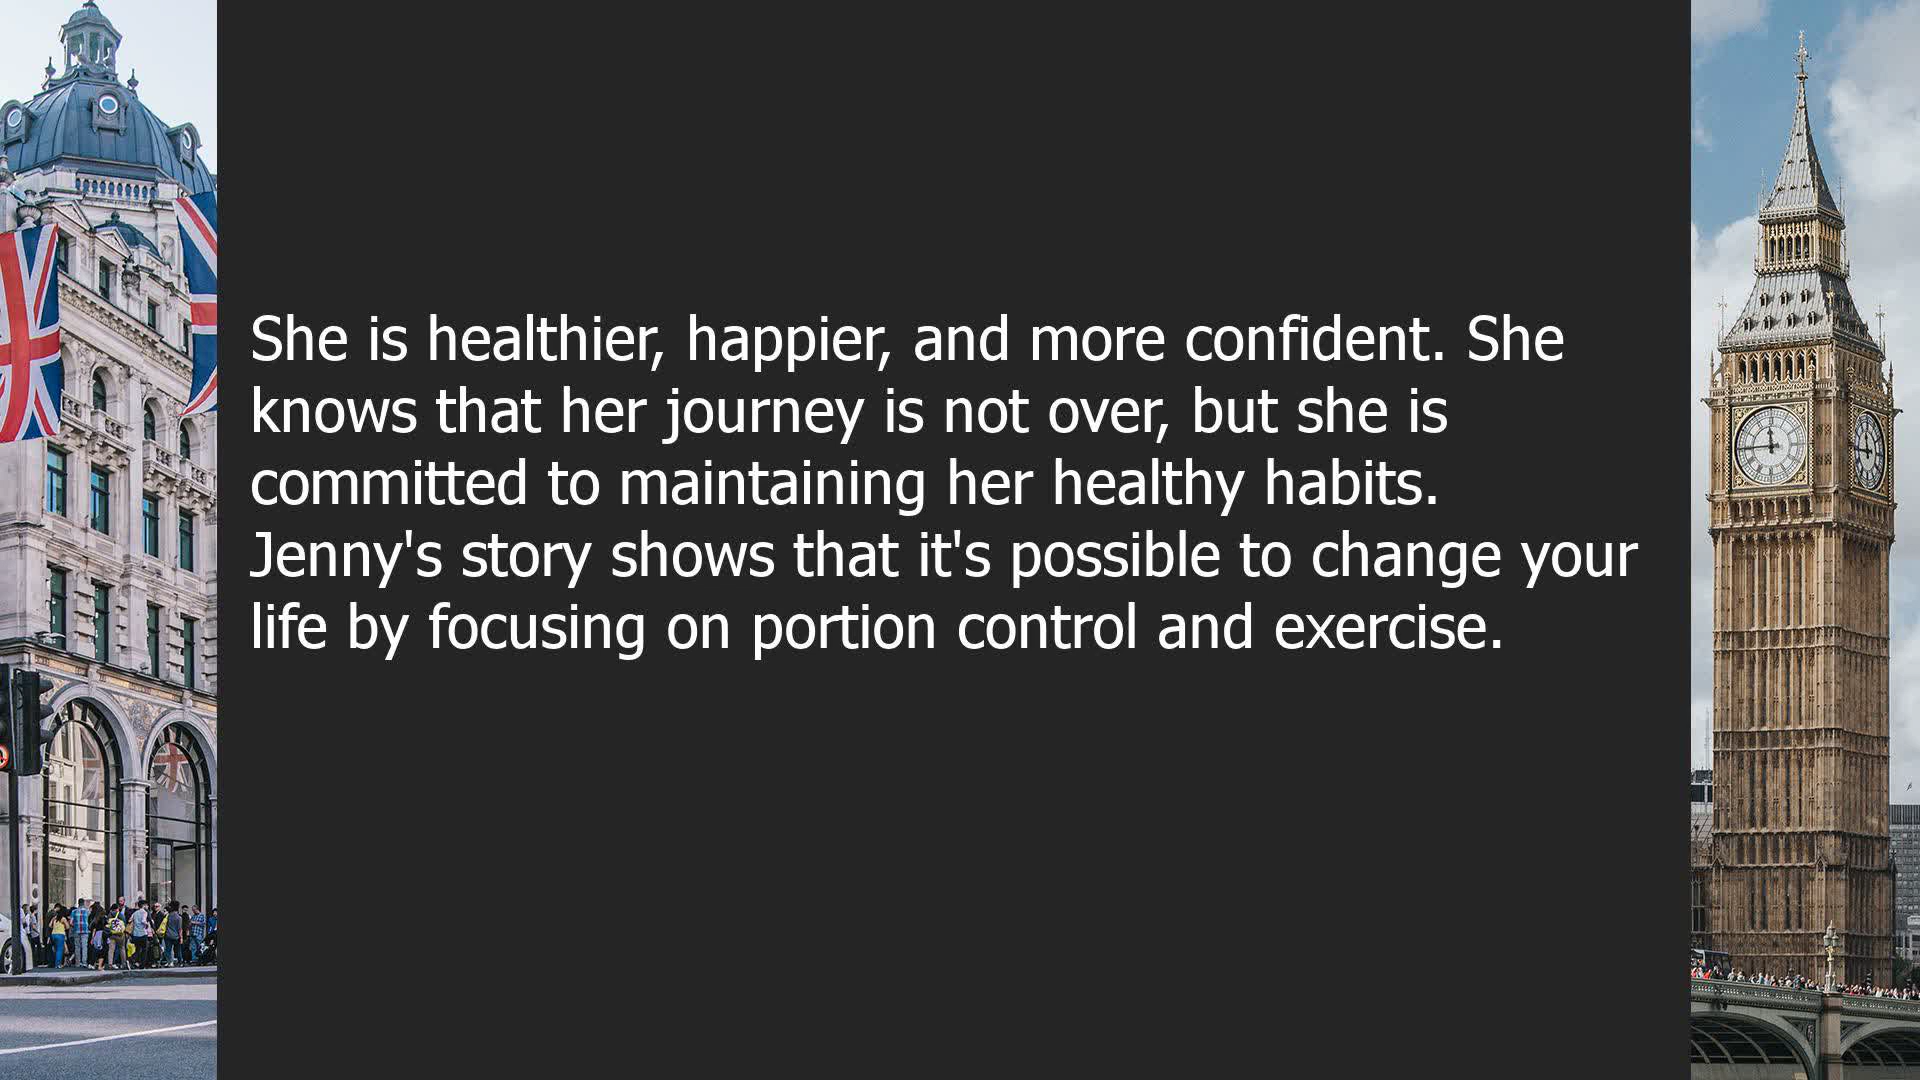 She is healthier, happier, and more confident. She
knows that her journey is not over, but she is
committed to maintaining her healthy habits.
Jenny's story shows that it's possible to change your
life by focusing on portion control and exercise.